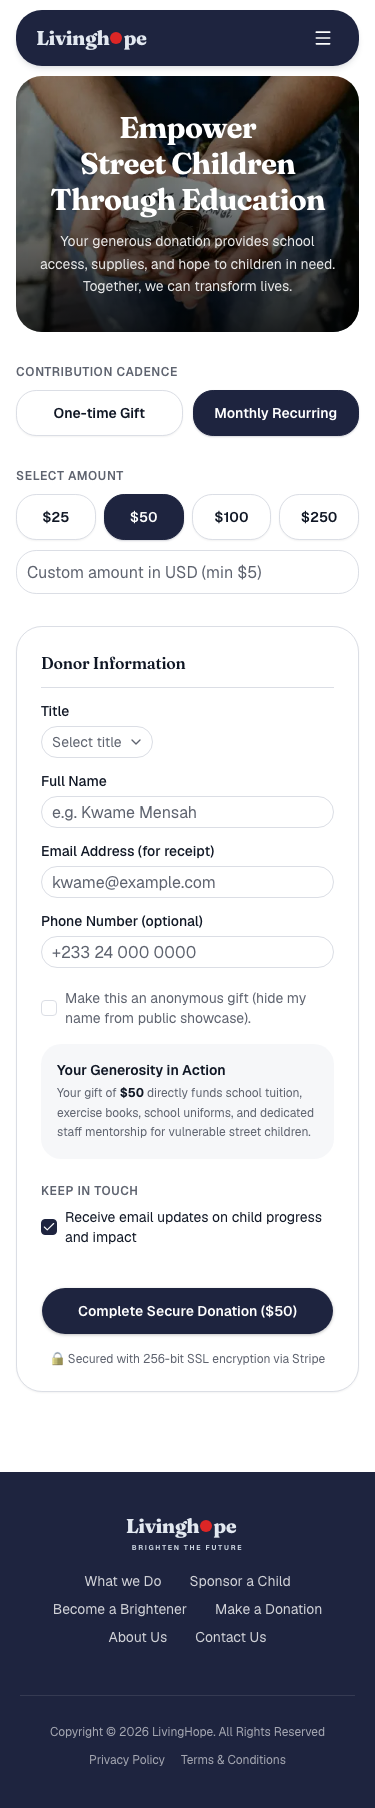 Livinghope
Empower
Street Children
Through Education
Your generous donation provides school
access, supplies, and hope to children in need.
Together, we can transform lives.
CONTRIBUTION CADENCE
One-time Gift
Monthly Recurring
SELECT AMOUNT
$25
$50
$100
$250
Custom amount in USD (min $5)
Donor Information
Title
Select title
Full Name
e.g. Kwame Mensah
Email Address (for receipt)
kwame@example.com
Phone Number (optional)
+233 24 000 0000
Make this an anonymous gift (hide my
name from public showcase).
Your Generosity in Action
Your gift of $50 directly funds school tuition,
exercise books, school uniforms, and dedicated
staff mentorship for vulnerable street children.
KEEP IN TOUCH
Receive email updates on child progress
and impact
Complete Secure Donation ($50)
🔒 Secured with 256-bit SSL encryption via Stripe
Livinghope
BRIGHTEN THE FUTURE
What we Do
Sponsor a Child
Become a Brightener
Make a Donation
About Us
Contact Us
Copyright © 2026 LivingHope. All Rights Reserved
Privacy Policy
Terms & Conditions